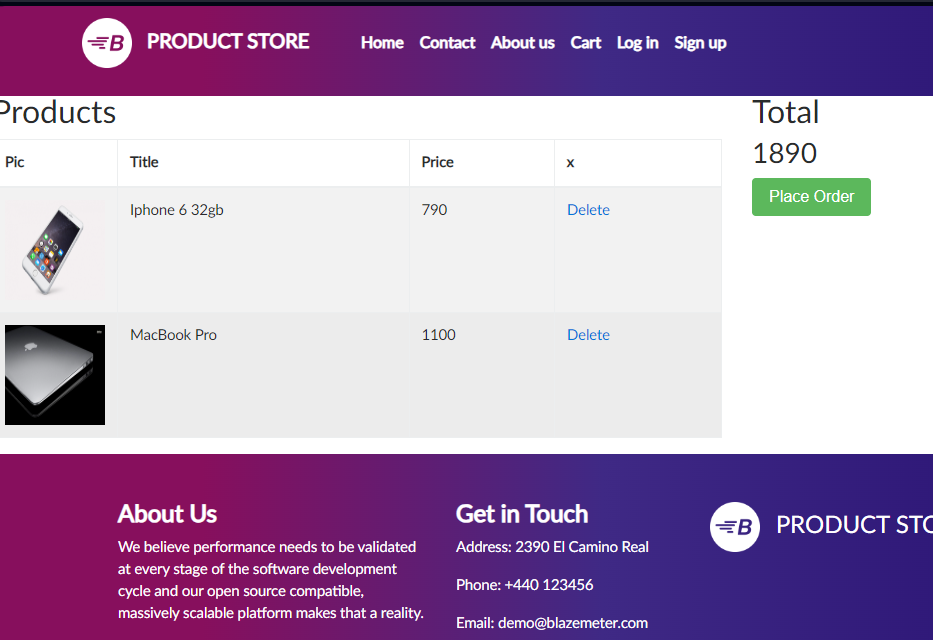 B PRODUCT STORE Home Contact About us Cart Log in Sign up
Products
Pic Title Price x
Iphone 6 32gb 790 Delete
MacBook Pro 1100 Delete
Total
1890
Place Order
About Us
We believe performance needs to be validated
at every stage of the software development
cycle and our open source compatible,
massively scalable platform makes that a reality.
Get in Touch
Address: 2390 El Camino Real
Phone: +440 123456
Email: demo@blazemeter.com
B PRODUCT STO